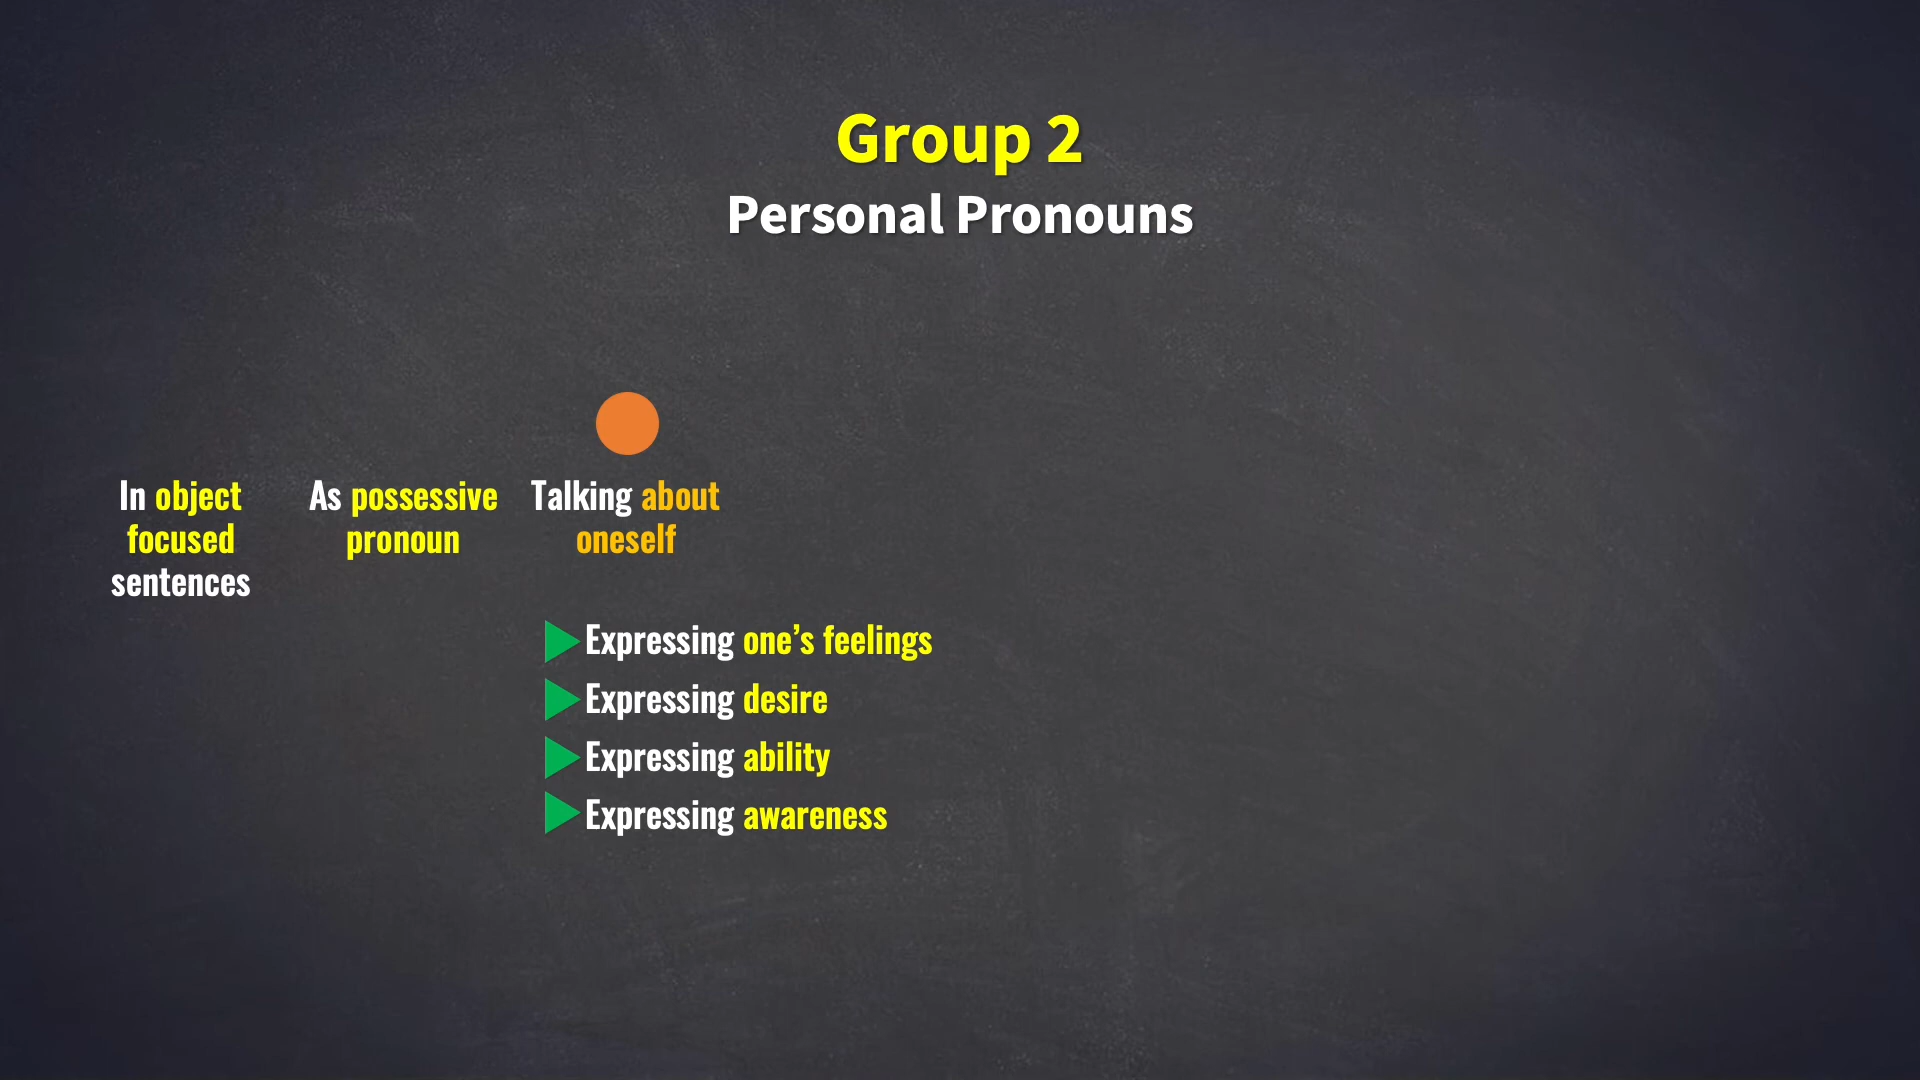 Group 2
Personal Pronouns
In object
focused
sentences
As possessive
pronoun
Talking about
oneself
Expressing one’s feelings
Expressing desire
Expressing ability
Expressing awareness